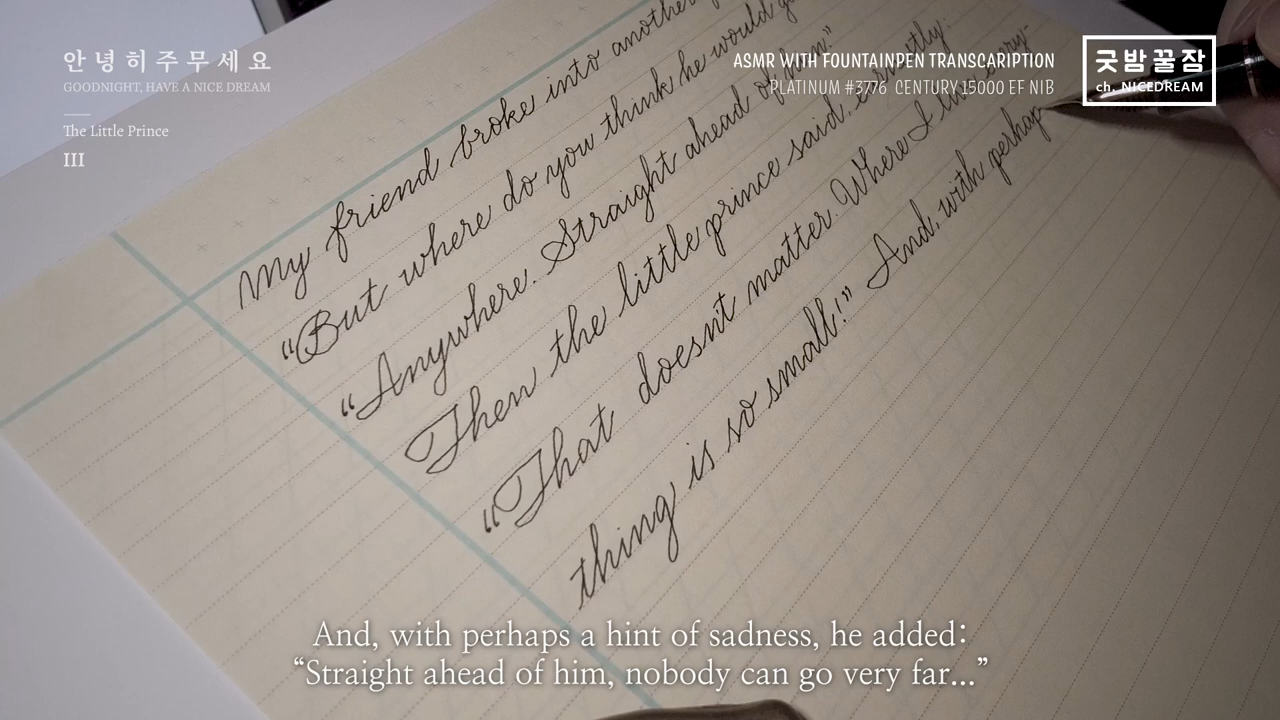 안녕히주무세요
GOODNIGHT, HAVE A NICE DREAM
The Little Prince
III
ASMR WITH FOUNTAINPEN TRANSCARIPTION
PLATINUM #3776 CENTURY 15000 EF NIB
굿밤꿀잠
ch. NICEDREAM
My friend broke into another
“But where do you think he would go
“Anywhere. Straight ahead of him”
Then the little prince said, earnestly:
“That doesn't matter. Where I live every-
thing is so small!” And, with perhap
And, with perhaps a hint of sadness, he added:
“Straight ahead of him, nobody can go very far...”